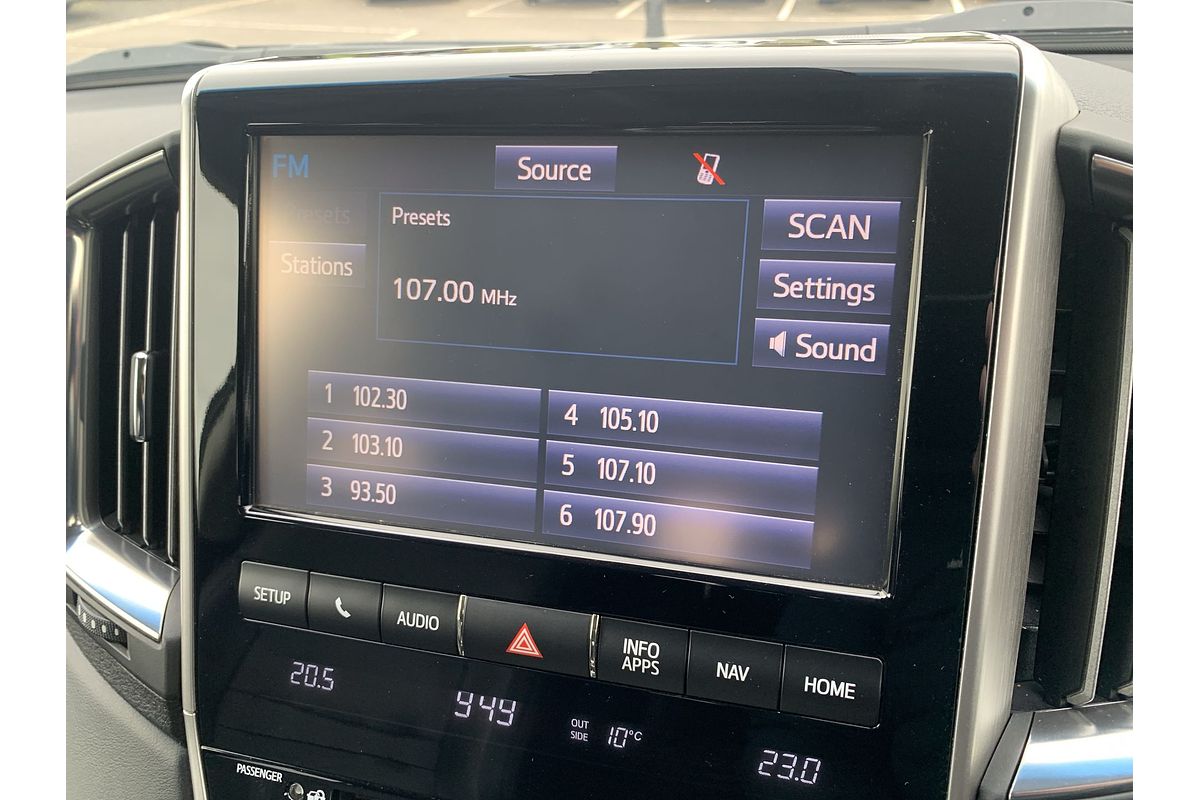 FM
Source
Presets
Presets
SCAN
Stations
Settings
107.00 MHz
Sound
1 102.30
4 105.10
2 103.10
5 107.10
3 93.50
6 107.90
SETUP
AUDIO
INFO
APPS
NAV
HOME
20.5
949
OUT
SIDE
10°C
23.0
PASSENGER